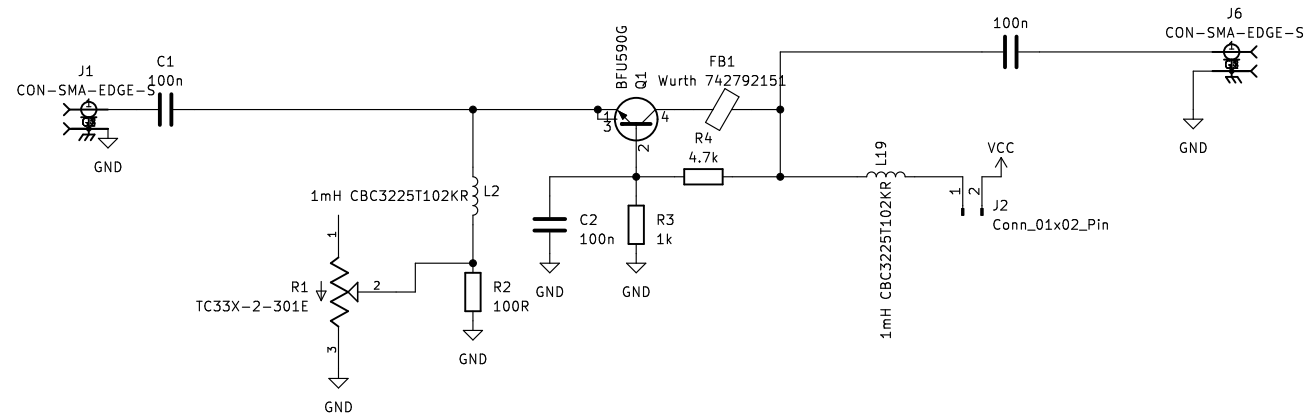 J1
CON-SMA-EDGE-S
1
GND
C1
100n
1mH CBC3225T102KR
L2
R1
TC33X-2-301E
1
2
3
GND
R2
100R
GND
BFU590G
Q1
1
3
4
2
FB1
Wurth 742792151
R4
4.7k
C2
100n
GND
R3
1k
GND
100n
L19
1mH CBC3225T102KR
VCC
1
2
J2
Conn_01x02_Pin
J6
CON-SMA-EDGE-S
1
GND